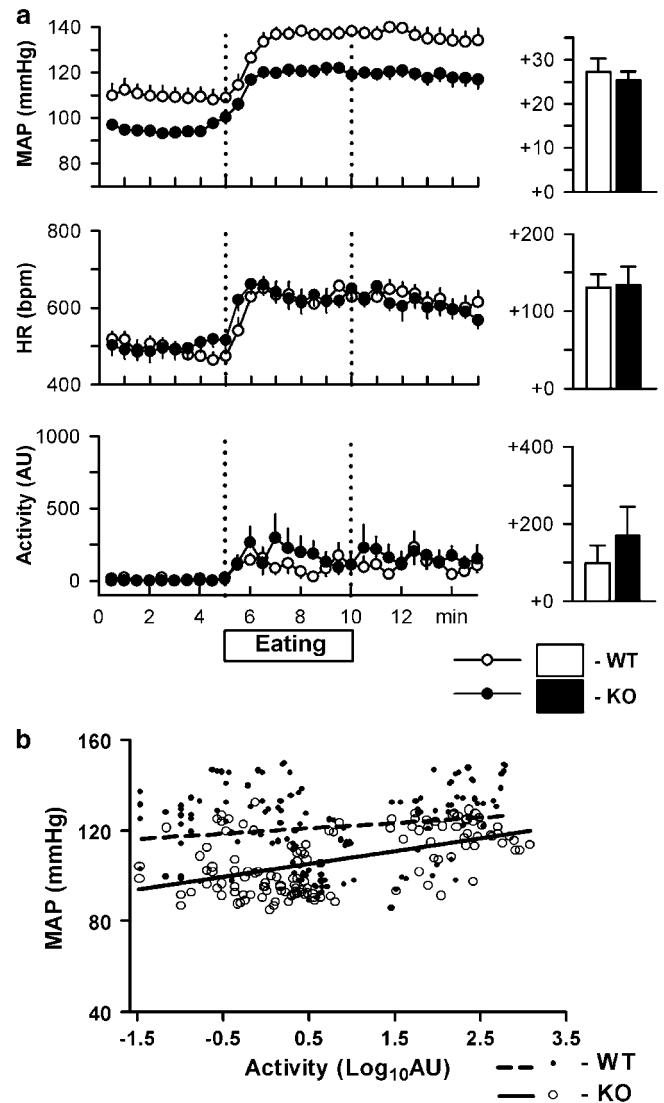 a
MAP (mmHg)
140
120
100
80
+30
+20
+10
+0
HR (bpm)
800
600
400
+200
+100
+0
Activity (AU)
1000
500
0
+400
+200
+0
0 2 4 6 8 10 12 min
Eating
- WT
- KO
b
MAP (mmHg)
160
120
80
40
-1.5 -0.5 0.5 1.5 2.5 3.5
Activity (Log10AU)
- WT
- KO